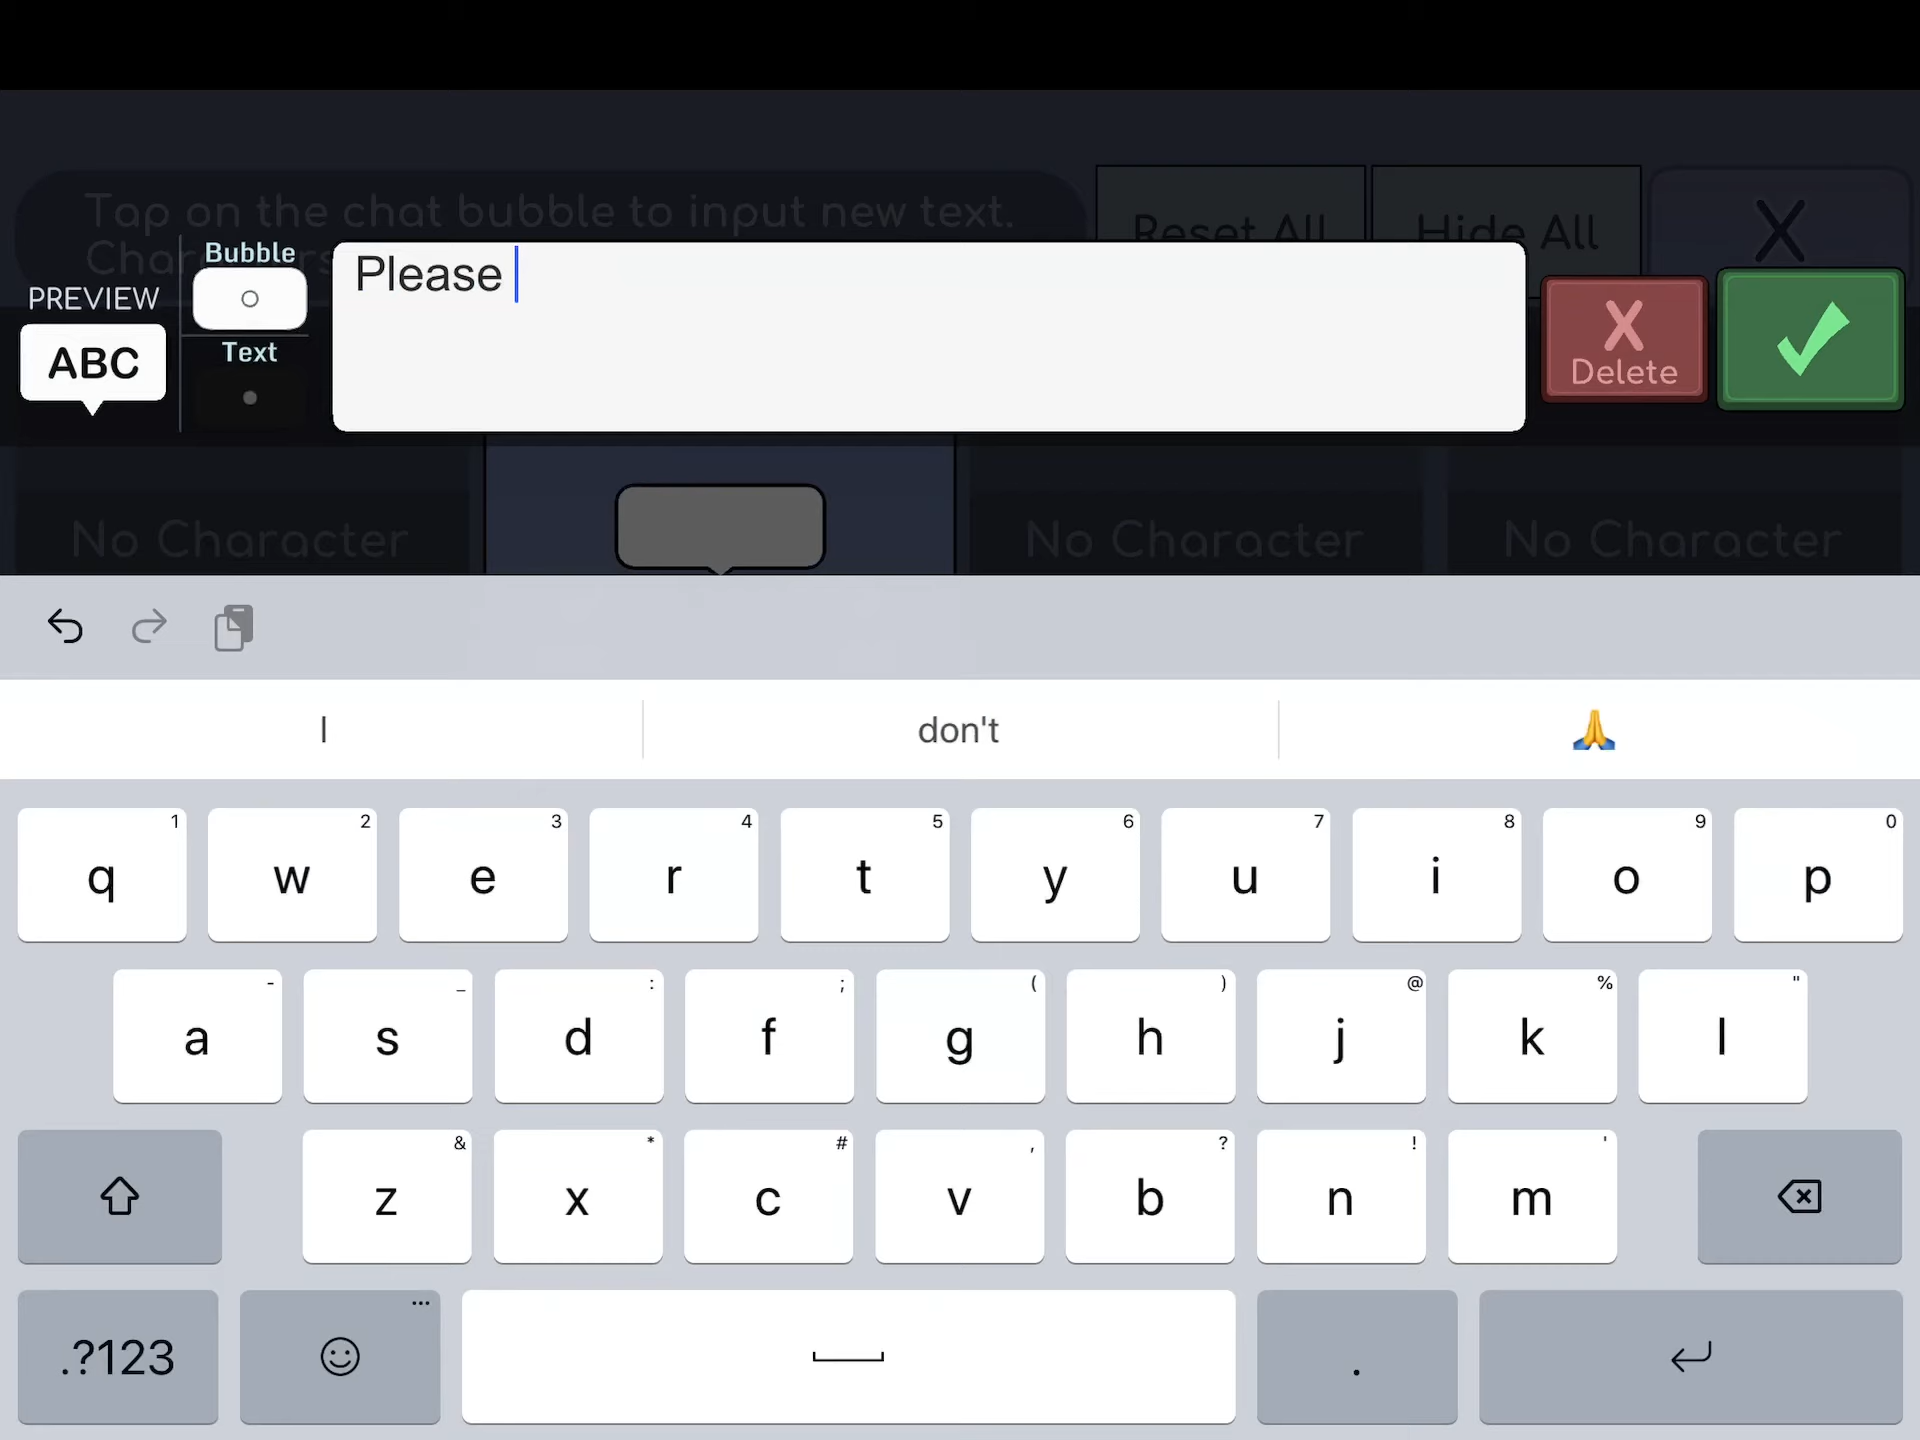 Tap on the chat bubble to input new text.
Reset All
Hide All
X
Bubble
PREVIEW
ABC
Text
Please
X
Delete
No Character
No Character
No Character
I
don't
🙏
1 2 3 4 5 6 7 8 9 0
q w e r t y u i o p
- _ : ; ( ) @ % "
a s d f g h j k l
& * # , ? ! '
z x c v b n m
...
.?123
.